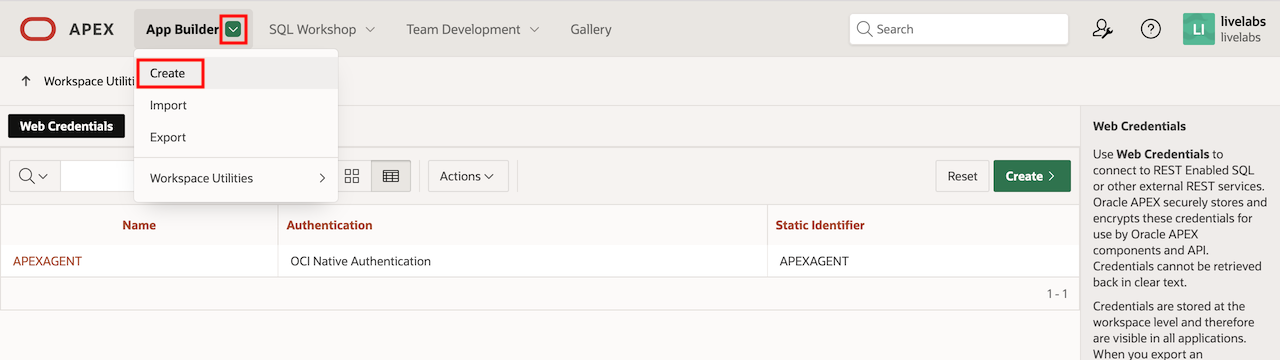 APEX
App Builder
SQL Workshop
Team Development
Gallery
Search
LI
livelabs
livelabs
Workspace Utiliti
Create
Import
Export
Workspace Utilities
Web Credentials
Actions
Reset
Create
Name
Authentication
Static Identifier
APEXAGENT
OCI Native Authentication
APEXAGENT
1 - 1
Web Credentials
Use Web Credentials to
connect to REST Enabled SQL
or other external REST services.
Oracle APEX securely stores and
encrypts these credentials for
use by Oracle APEX
components and API.
Credentials cannot be retrieved
back in clear text.
Credentials are stored at the
workspace level and therefore
are visible in all applications.
When you export an